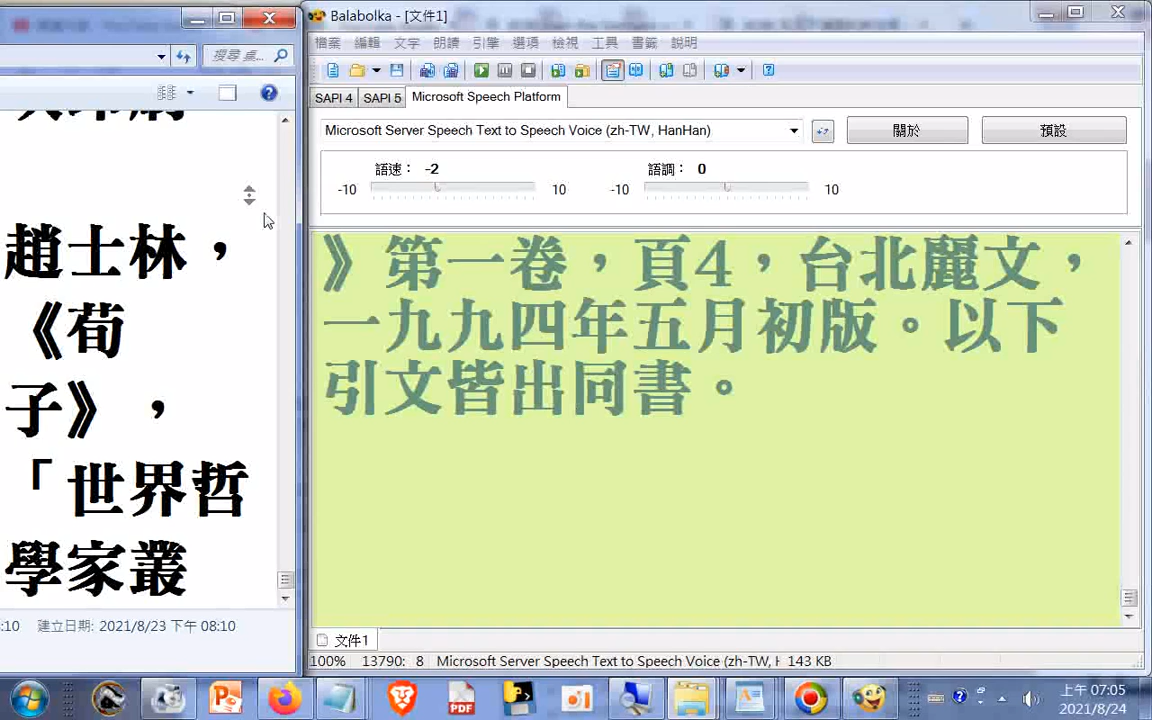 搜尋 桌...
趙士林，
《荀
子》，
「世界哲
學家叢
:10 建立日期: 2021/8/23 下午 08:10
Balabolka - [文件1]
檔案 編輯 文字 朗讀 引擎 選項 檢視 工具 書籤 說明
SAPI 4 SAPI 5 Microsoft Speech Platform
Microsoft Server Speech Text to Speech Voice (zh-TW, HanHan) 關於 預設
語速： -2 語調： 0
-10 10 -10 10
》第一卷，頁4，台北麗文，
一九九四年五月初版。以下
引文皆出同書。
文件1
100% 13790: 8 Microsoft Server Speech Text to Speech Voice (zh-TW, H 143 KB
PDF
上午 07:05
2021/8/24